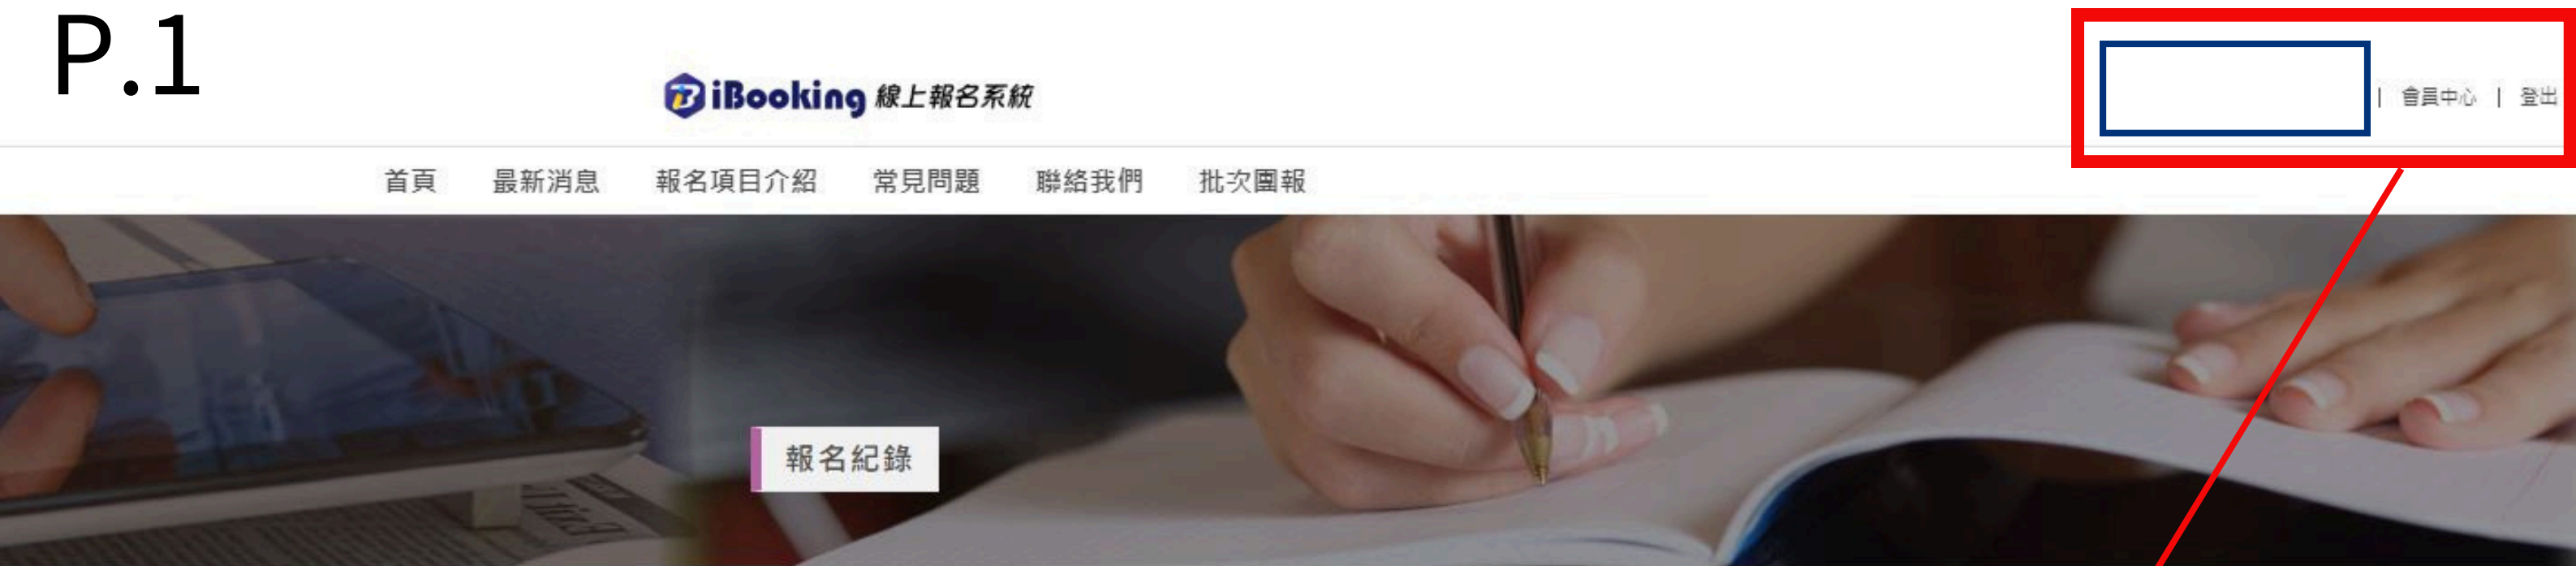 P.1
iBooking 線上報名系統
| 會員中心 | 登出
首頁 最新消息 報名項目介紹 常見問題 聯絡我們 批次團報
報名紀錄